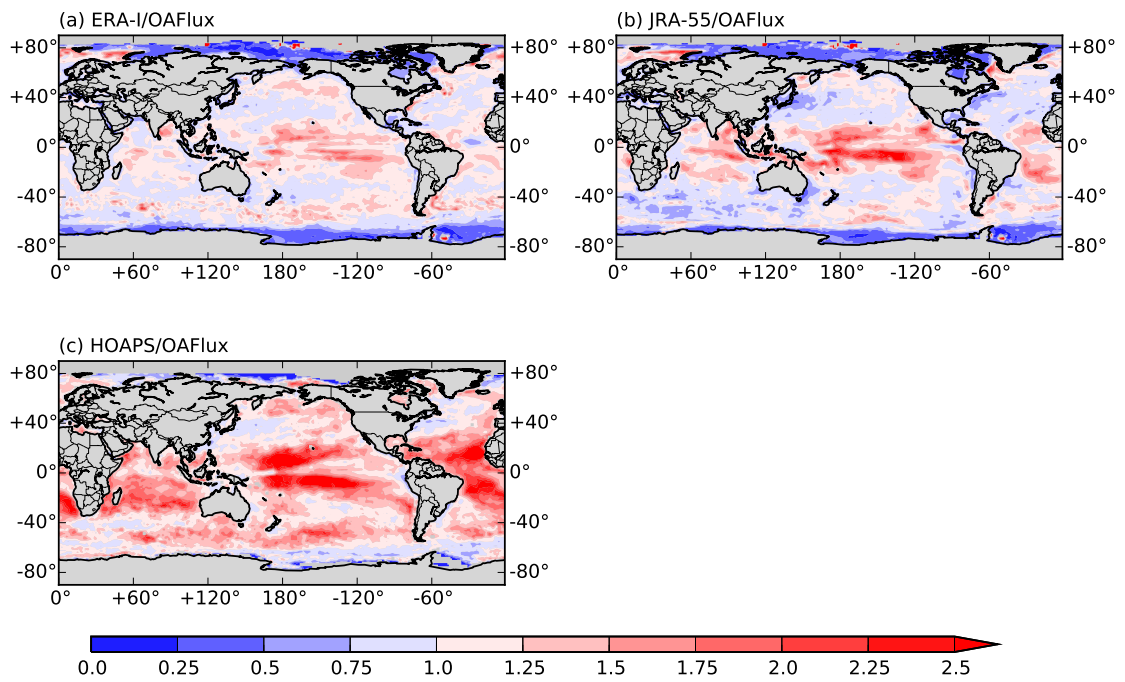 (a) ERA-I/OAFlux
(b) JRA-55/OAFlux
+80° +80° +80° +80°
+40° +40° +40° +40°
0° 0° 0° 0°
-40° -40° -40° -40°
-80° -80° -80° -80°
0° +60° +120° 180° -120° -60° 0° +60° +120° 180° -120° -60°
(c) HOAPS/OAFlux
+80° +80°
+40° +40°
0° 0°
-40° -40°
-80° -80°
0° +60° +120° 180° -120° -60°
0.0 0.25 0.5 0.75 1.0 1.25 1.5 1.75 2.0 2.25 2.5